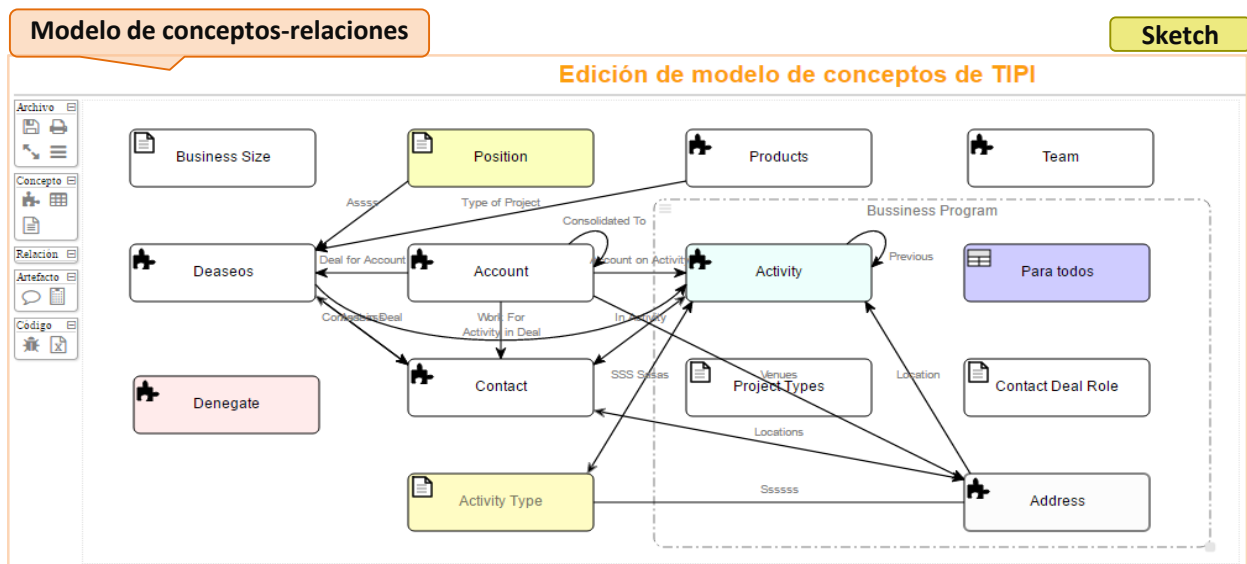 Modelo de conceptos-relaciones
Sketch
Edición de modelo de conceptos de TIPI
Archivo
Concepto
Relación
Artefacto
Código
Business Size
Position
Products
Team
Assss
Type of Project
Consolidated To
Bussiness Program
Deaseos
Deal for Account
Account
Account on Activity
Activity
Previous
Para todos
Work For
Activity in Deal
In Activity
Denegate
Contact
SSS Sasas
Venues
Project Types
Location
Contact Deal Role
Locations
Activity Type
Ssssss
Address